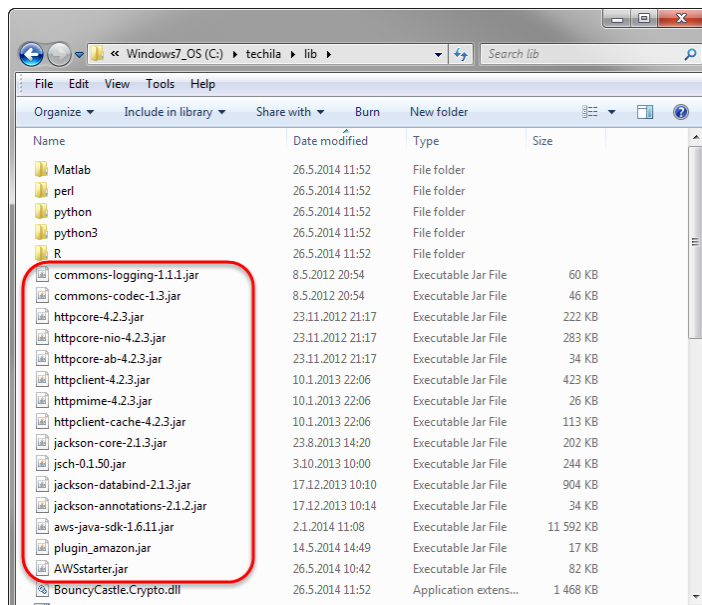 « Windows7_OS (C:) ▸ techila ▸ lib ▸ Search lib
File Edit View Tools Help
Organize ▾ Include in library ▾ Share with ▾ Burn New folder
Name Date modified Type Size
Matlab 26.5.2014 11:52 File folder
perl 26.5.2014 11:52 File folder
python 26.5.2014 11:52 File folder
python3 26.5.2014 11:52 File folder
R 26.5.2014 11:52 File folder
commons-logging-1.1.1.jar 8.5.2012 20:54 Executable Jar File 60 KB
commons-codec-1.3.jar 8.5.2012 20:54 Executable Jar File 46 KB
httpcore-4.2.3.jar 23.11.2012 21:17 Executable Jar File 222 KB
httpcore-nio-4.2.3.jar 23.11.2012 21:17 Executable Jar File 283 KB
httpcore-ab-4.2.3.jar 23.11.2012 21:17 Executable Jar File 34 KB
httpclient-4.2.3.jar 10.1.2013 22:06 Executable Jar File 423 KB
httpmime-4.2.3.jar 10.1.2013 22:06 Executable Jar File 26 KB
httpclient-cache-4.2.3.jar 10.1.2013 22:06 Executable Jar File 113 KB
jackson-core-2.1.3.jar 23.8.2013 14:20 Executable Jar File 202 KB
jsch-0.1.50.jar 3.10.2013 10:00 Executable Jar File 244 KB
jackson-databind-2.1.3.jar 17.12.2013 10:10 Executable Jar File 904 KB
jackson-annotations-2.1.2.jar 17.12.2013 10:14 Executable Jar File 34 KB
aws-java-sdk-1.6.11.jar 2.1.2014 11:08 Executable Jar File 11 592 KB
plugin_amazon.jar 14.5.2014 14:49 Executable Jar File 17 KB
AWSstarter.jar 26.5.2014 10:42 Executable Jar File 82 KB
BouncyCastle.Crypto.dll 26.5.2014 11:52 Application extens... 1 468 KB